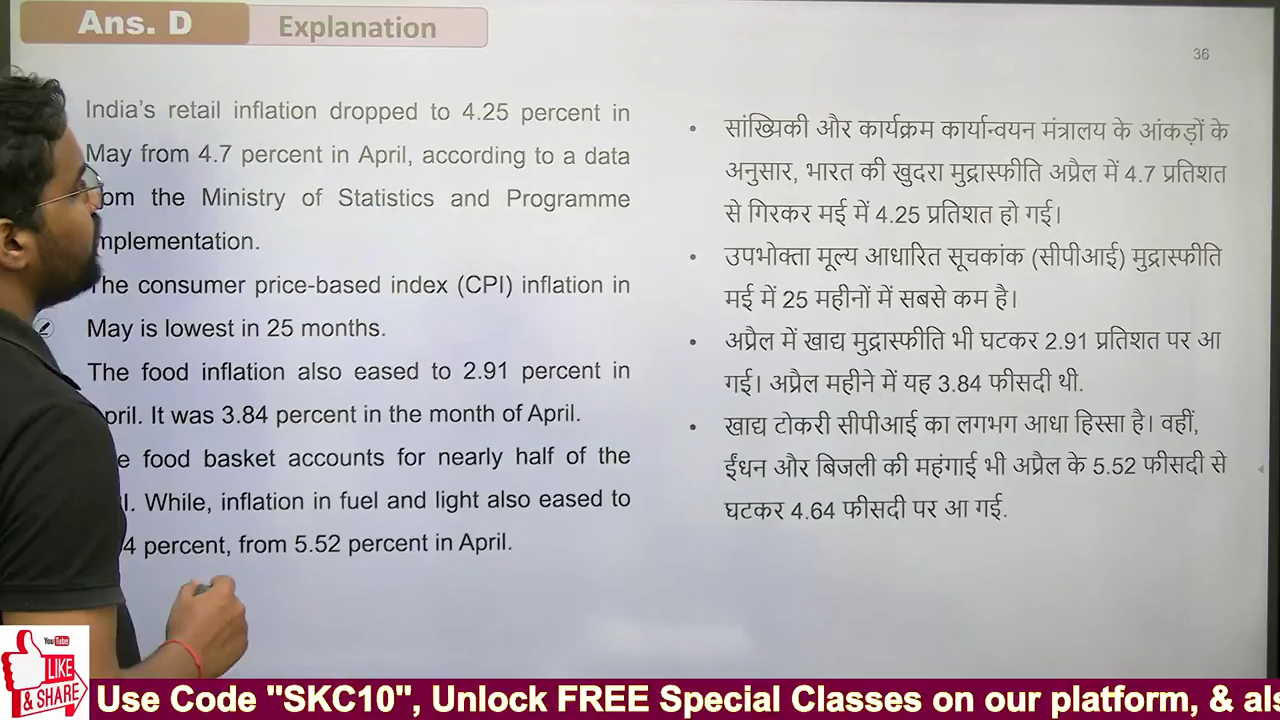 Ans. D
Explanation
36
India's retail inflation dropped to 4.25 percent in
May from 4.7 percent in April, according to a data
the Ministry of Statistics and Programme
mplementation.
The consumer price-based index (CPI) inflation in
May is lowest in 25 months.
The food inflation also eased to 2.91 percent in
pril. It was 3.84 percent in the month of April.
food basket accounts for nearly half of the
While, inflation in fuel and light also eased to
4 percent, from 5.52 percent in April.
• सांख्यिकी और कार्यक्रम कार्यान्वयन मंत्रालय के आंकड़ों के
अनुसार, भारत की खुदरा मुद्रास्फीति अप्रैल में 4.7 प्रतिशत
से गिरकर मई में 4.25 प्रतिशत हो गई।
• उपभोक्ता मूल्य आधारित सूचकांक (सीपीआई) मुद्रास्फीति
मई में 25 महीनों में सबसे कम है।
• अप्रैल में खाद्य मुद्रास्फीति भी घटकर 2.91 प्रतिशत पर आ
गई। अप्रैल महीने में यह 3.84 फीसदी थी.
• खाद्य टोकरी सीपीआई का लगभग आधा हिस्सा है। वहीं,
ईंधन और बिजली की महंगाई भी अप्रैल के 5.52 फीसदी से
घटकर 4.64 फीसदी पर आ गई.
YouTube
LIKE
& SHARE
Use Code "SKC10", Unlock FREE Special Classes on our platform, & als